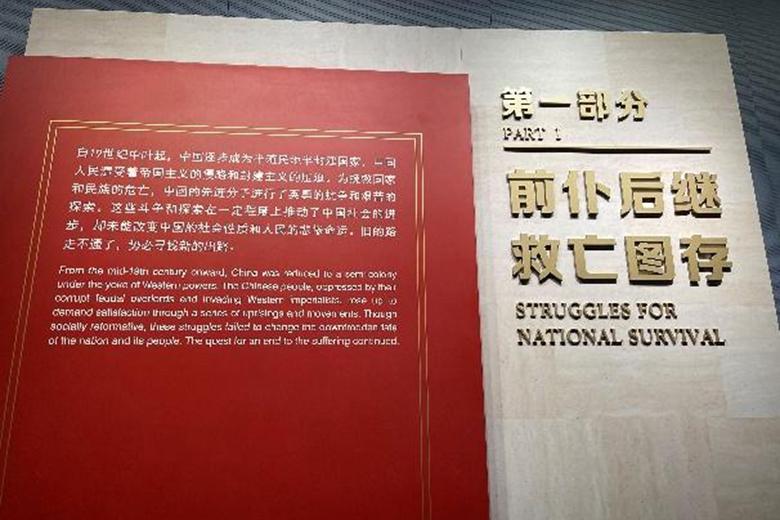 自19世纪中叶起，中国逐步成为半殖民地半封建国家。中国
人民遭受着帝国主义的侵略和封建主义的压迫。为挽救国家
和民族的危亡，中国的先进分子进行了英勇的抗争和艰苦的
探索。这些斗争和探索在一定程度上推动了中国社会的进
步，却未能改变中国的社会性质和人民的悲惨命运。旧的路
走不通了，势必寻找新的出路。
From the mid-19th century onward, China was reduced to a semi-colony
under the yoke of Western powers. The Chinese people, oppressed by their
corrupt feudal overlords and invading Western imperialists, rose up to
demand satisfaction through a series of uprisings and movements. Though
socially reformative, these struggles failed to change the downtrodden fate
of the nation and its people. The quest for an end to the suffering continued.
第一部分
PART 1
前仆后继
救亡图存
STRUGGLES FOR
NATIONAL SURVIVAL